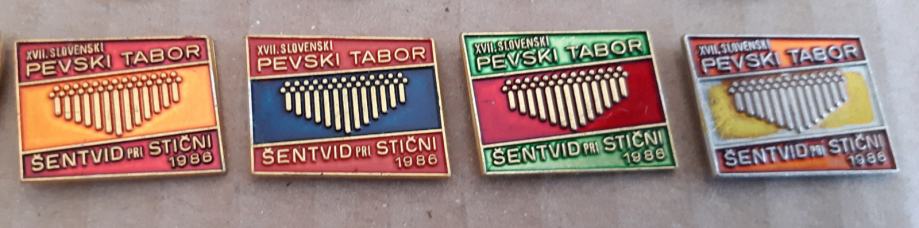 XVII. SLOVENSKI
PEVSKI TABOR
ŠENTVID PRI STIČNI
1986
XVII. SLOVENSKI
PEVSKI TABOR
ŠENTVID PRI STIČNI
1986
XVII. SLOVENSKI
PEVSKI TABOR
ŠENTVID PRI STIČNI
1986
XVII. SLOVENSKI
PEVSKI TABOR
ŠENTVID PRI STIČNI
1986